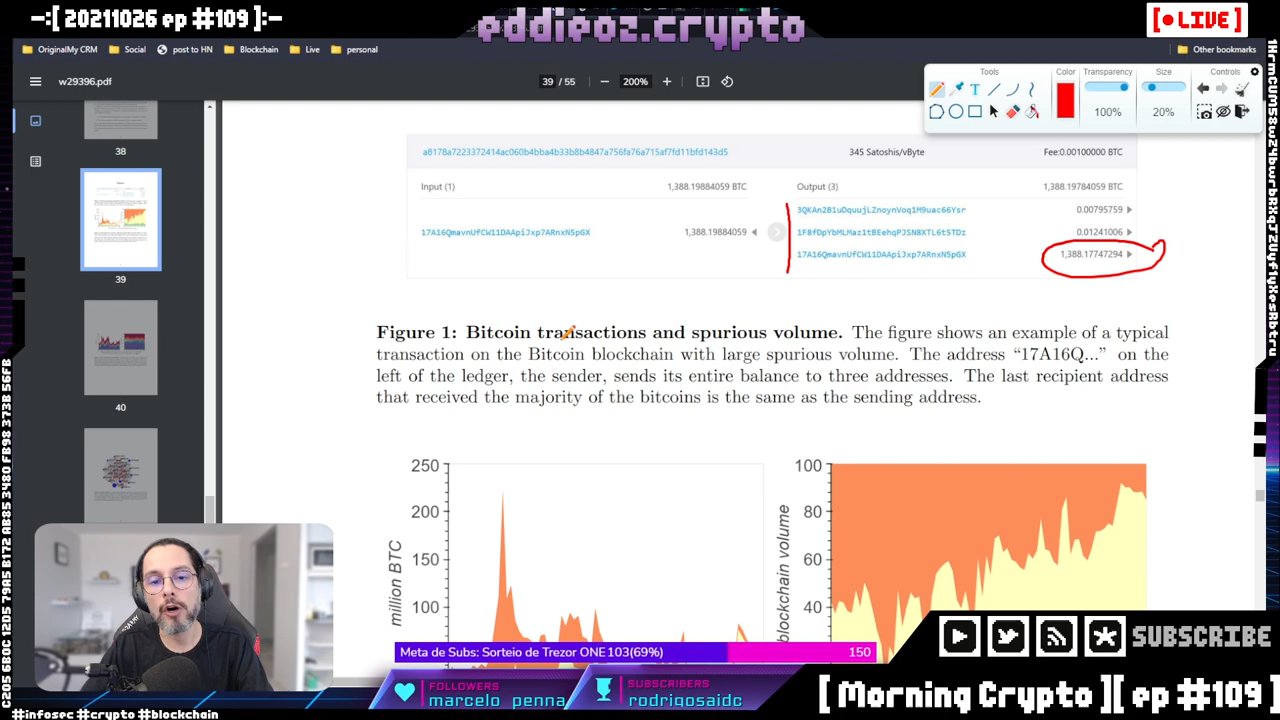 -:[ 20211026 ep #109 ]:-
eddieoz.crypto
[●LIVE]
OriginalMy CRM
Social
post to HN
Blockchain
Live
personal
Other bookmarks
w29396.pdf
39 / 55
200%
Tools
Color
Transparency
Size
Controls
100%
20%
38
39
40
a8178a7223372414ac060b4bba4b33b8b4847a756fa76a715af7fd11bfd143d5
345 Satoshis/vByte
Fee:0.00100000 BTC
Input (1)
1,388.19884059 BTC
Output (3)
1,388.19784059 BTC
3QKAn2B1uDquujLZnoynVoq1M9uac66Ysr
0.00795759
17A16QmavnUfCW11DAApiJxp7ARnxN5pGX
1,388.19884059
1F8fDpYbMLMaz1tBEehqPJSN8XTL6t5TDz
0.01241006
17A16QmavnUfCW11DAApiJxp7ARnxN5pGX
1,388.17747294
Figure 1: Bitcoin transactions and spurious volume. The figure shows an example of a typical
transaction on the Bitcoin blockchain with large spurious volume. The address “17A16Q...” on the
left of the ledger, the sender, sends its entire balance to three addresses. The last recipient address
that received the majority of the bitcoins is the same as the sending address.
250
200
150
100
million BTC
100
80
60
40
blockchain volume
Meta de Subs: Sorteio de Trezor ONE
103(69%)
150
FOLLOWERS
marcelo penna
SUBSCRIBERS
rodrigosaidc
SUBSCRIBE
[ Morning Crypto ][ ep #109 ]
#infosec #crypto #blockchain